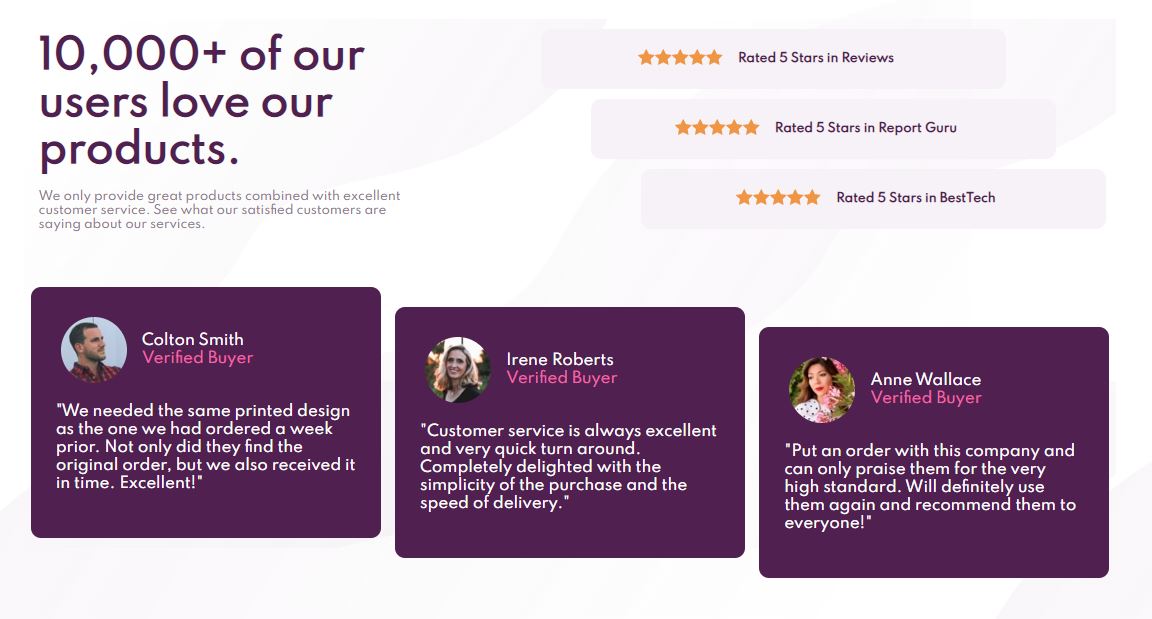 10,000+ of our
users love our
products.
We only provide great products combined with excellent
customer service. See what our satisfied customers are
saying about our services.
Rated 5 Stars in Reviews
Rated 5 Stars in Report Guru
Rated 5 Stars in BestTech
Colton Smith
Verified Buyer
"We needed the same printed design
as the one we had ordered a week
prior. Not only did they find the
original order, but we also received it
in time. Excellent!"
Irene Roberts
Verified Buyer
"Customer service is always excellent
and very quick turn around.
Completely delighted with the
simplicity of the purchase and the
speed of delivery."
Anne Wallace
Verified Buyer
"Put an order with this company and
can only praise them for the very
high standard. Will definitely use
them again and recommend them to
everyone!"